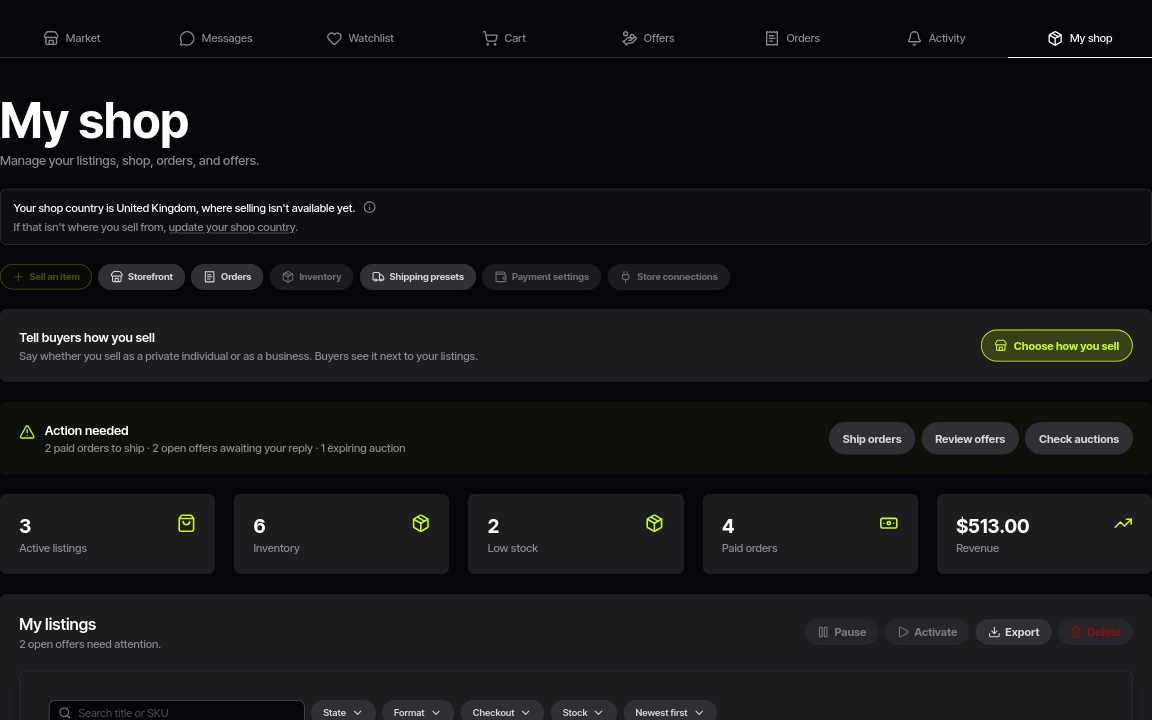 Market Messages Watchlist Cart Offers Orders Activity My shop
My shop
Manage your listings, shop, orders, and offers.
Your shop country is United Kingdom, where selling isn't available yet.
If that isn't where you sell from, update your shop country.
Sell an item Storefront Orders Inventory Shipping presets Payment settings Store connections
Tell buyers how you sell
Say whether you sell as a private individual or as a business. Buyers see it next to your listings.
Choose how you sell
Action needed
2 paid orders to ship · 2 open offers awaiting your reply · 1 expiring auction
Ship orders Review offers Check auctions
3
Active listings
6
Inventory
2
Low stock
4
Paid orders
$513.00
Revenue
My listings
2 open offers need attention.
Pause Activate Export Delete
Search title or SKU State Format Checkout Stock Newest first